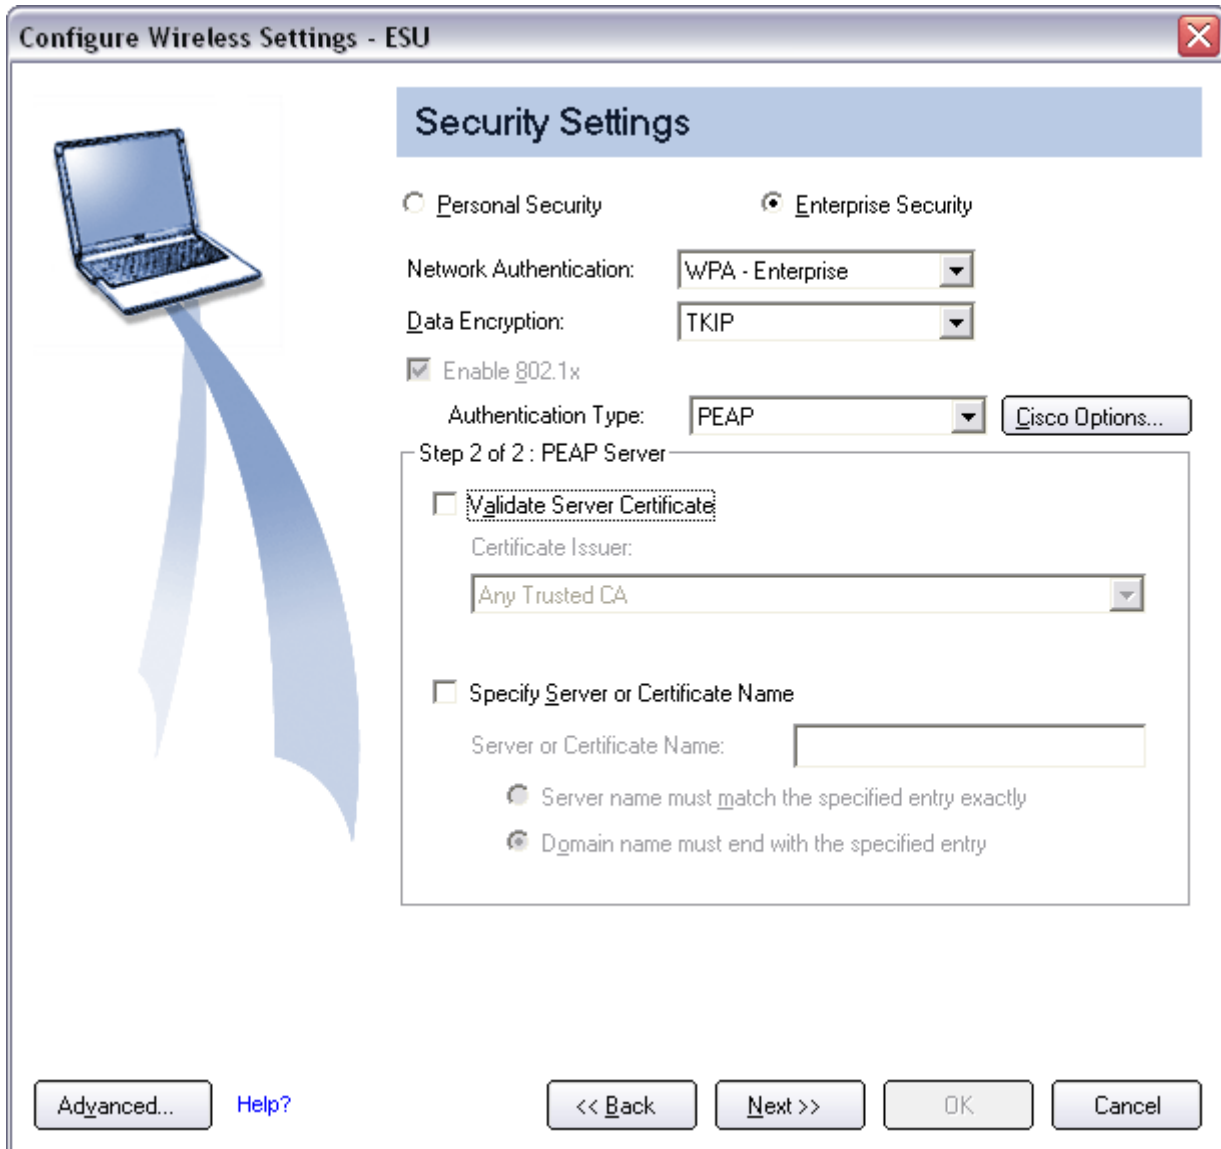 Configure Wireless Settings - ESU
Security Settings
Personal Security Enterprise Security
Network Authentication: WPA - Enterprise
Data Encryption: TKIP
Enable 802.1x
Authentication Type: PEAP Cisco Options...
Step 2 of 2 : PEAP Server
Validate Server Certificate
Certificate Issuer:
Any Trusted CA
Specify Server or Certificate Name
Server or Certificate Name:
Server name must match the specified entry exactly
Domain name must end with the specified entry
Advanced... Help? << Back Next >> OK Cancel